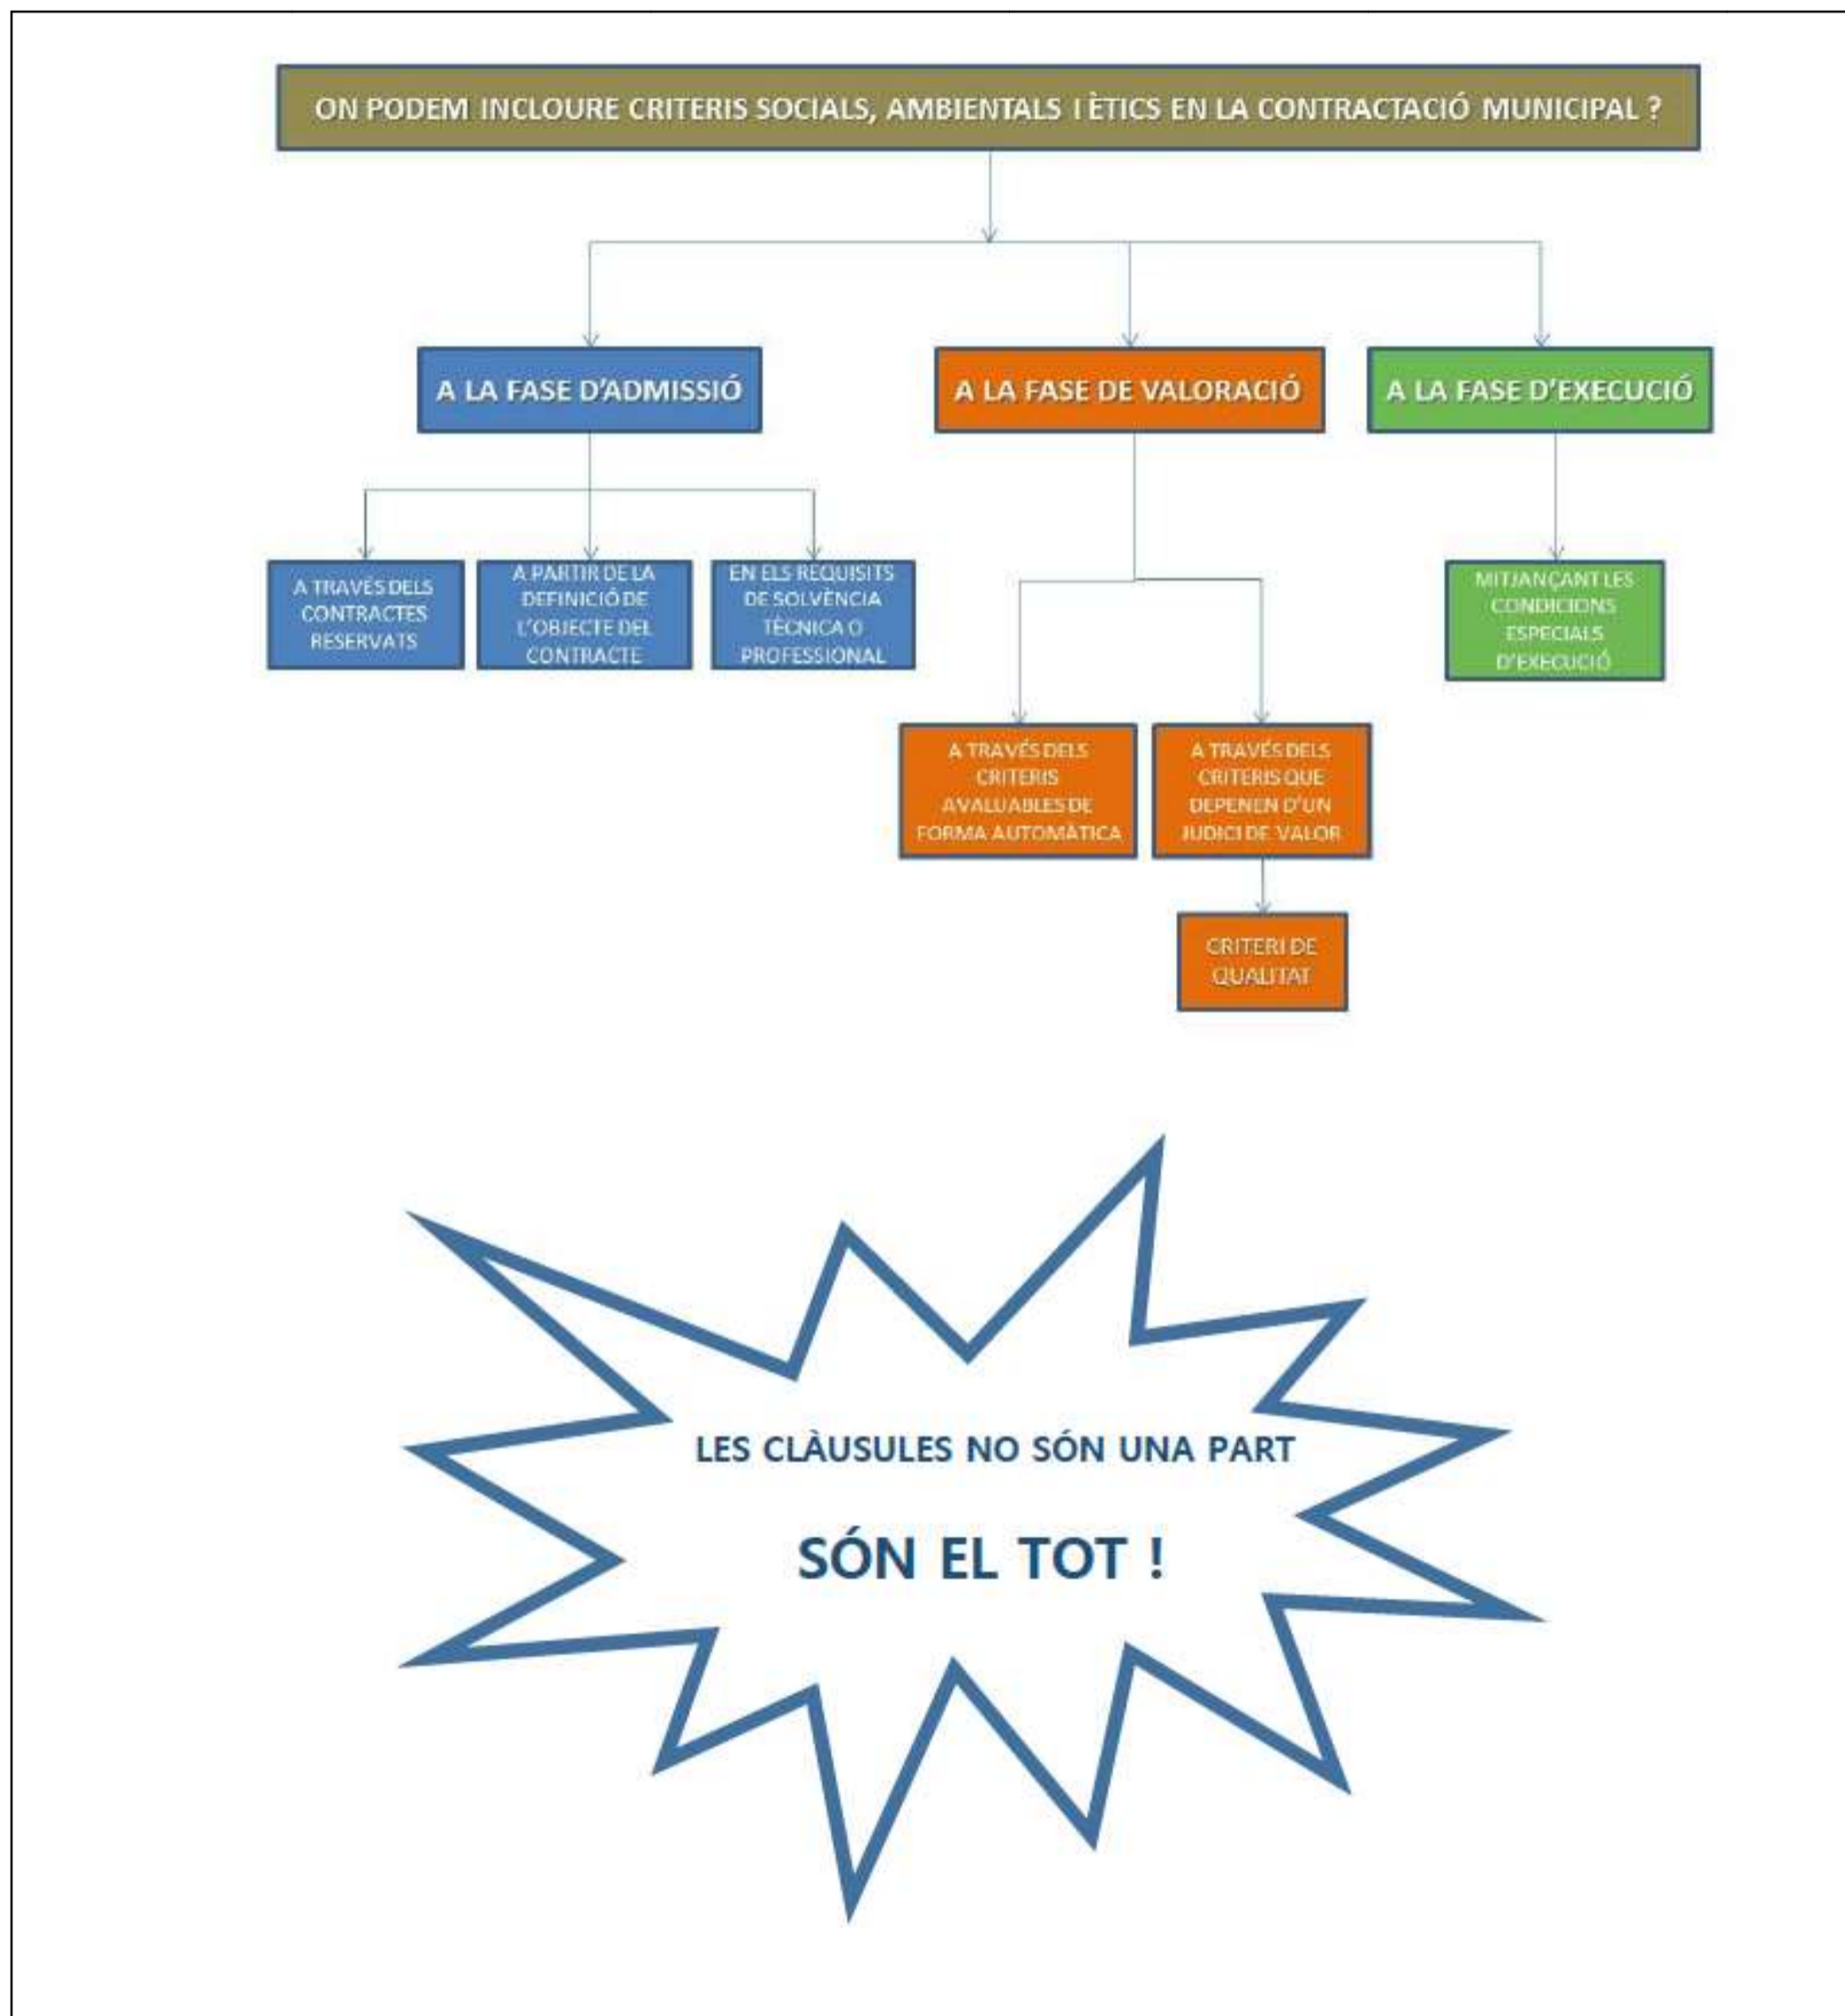 ON PODEM INCLOURE CRITERIS SOCIALS, AMBIENTALS I ÈTICS EN LA CONTRACTACIÓ MUNICIPAL ?
A LA FASE D'ADMISSIÓ
A LA FASE DE VALORACIÓ
A LA FASE D'EXECUCIÓ
A TRAVÉS DELS
CONTRACTES
RESERVATS
A PARTIR DE LA
DEFINICIÓ DE
L'OBJECTE DEL
CONTRACTE
EN ELS REQUISITS
DE SOLVÈNCIA
TÈCNICA O
PROFESSIONAL
MITJANÇANT LES
CONDICIONS
ESPECIALS
D'EXECUCIÓ
A TRAVÉS DELS
CRITERIS
AVALUABLES DE
FORMA AUTOMÀTICA
A TRAVÉS DELS
CRITERIS QUE
DEPENEN D'UN
JUDICI DE VALOR
CRITERI DE
QUALITAT
LES CLÀUSULES NO SÓN UNA PART
SÓN EL TOT !